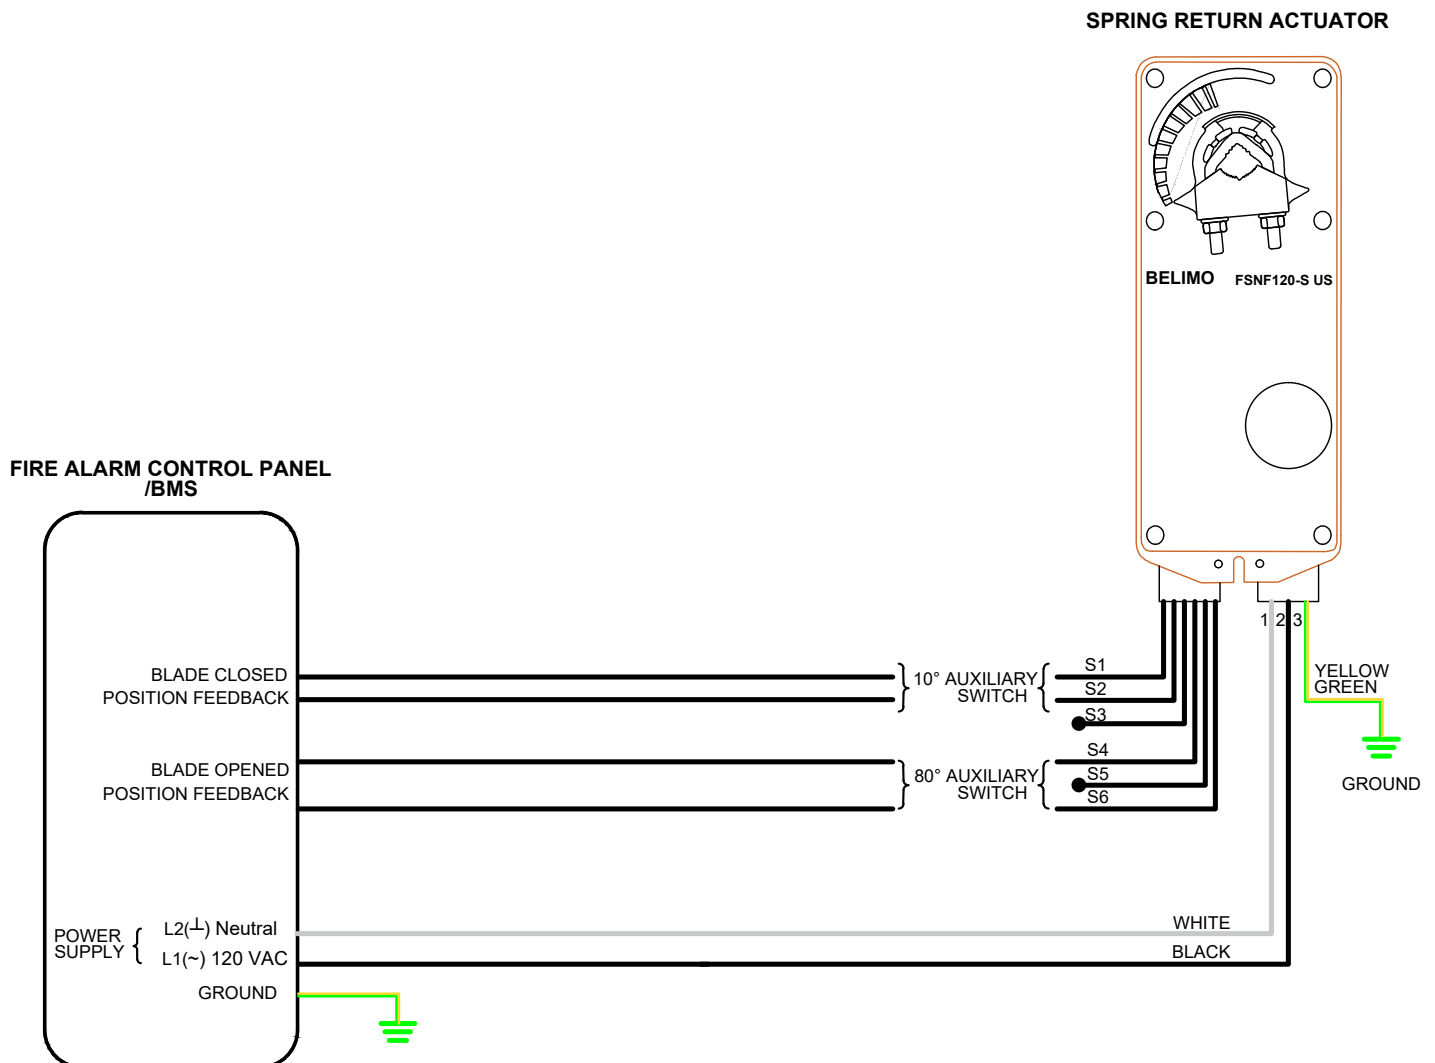 SPRING RETURN ACTUATOR
BELIMO FSNF120-S US
FIRE ALARM CONTROL PANEL
/BMS
1 2 3
BLADE CLOSED
POSITION FEEDBACK
10° AUXILIARY
SWITCH
S1
S2
S3
YELLOW
GREEN
BLADE OPENED
POSITION FEEDBACK
80° AUXILIARY
SWITCH
S4
S5
S6
GROUND
POWER
SUPPLY
L2(┴) Neutral
L1(~) 120 VAC
WHITE
BLACK
GROUND